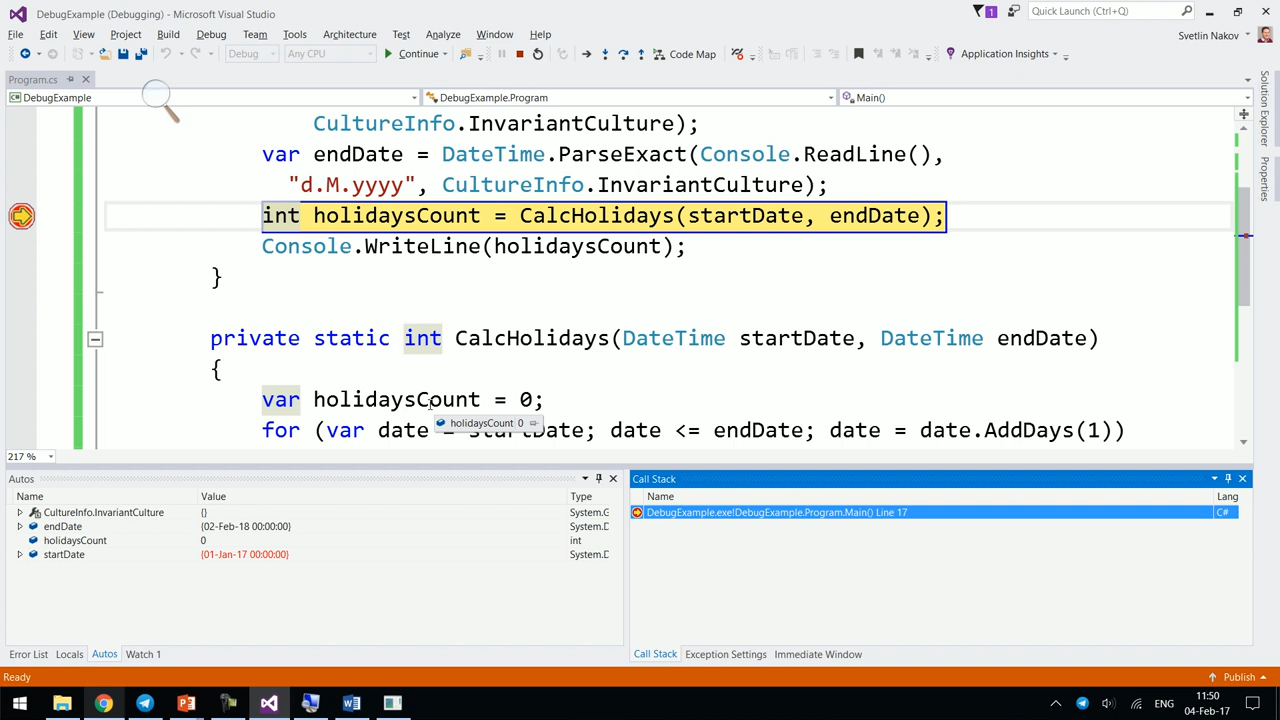 DebugExample (Debugging) - Microsoft Visual Studio
1
Quick Launch (Ctrl+Q)
File Edit View Project Build Debug Team Tools Architecture Test Analyze Window Help
Svetlin Nakov
Debug Any CPU Continue Code Map Application Insights
Program.cs
DebugExample DebugExample.Program Main()
CultureInfo.InvariantCulture);
var endDate = DateTime.ParseExact(Console.ReadLine(),
"d.M.yyyy", CultureInfo.InvariantCulture);
int holidaysCount = CalcHolidays(startDate, endDate);
Console.WriteLine(holidaysCount);
}
private static int CalcHolidays(DateTime startDate, DateTime endDate)
{
var holidaysCount = 0;
holidaysCount 0
for (var date = startDate; date <= endDate; date = date.AddDays(1))
217 %
Solution Explorer
Properties
Autos
Name Value Type
CultureInfo.InvariantCulture {} System.G
endDate {02-Feb-18 00:00:00} System.D
holidaysCount 0 int
startDate {01-Jan-17 00:00:00} System.D
Call Stack
Name Lang
DebugExample.exe!DebugExample.Program.Main() Line 17 C#
Error List Locals Autos Watch 1
Call Stack Exception Settings Immediate Window
Ready
Publish
ENG
11:50
04-Feb-17